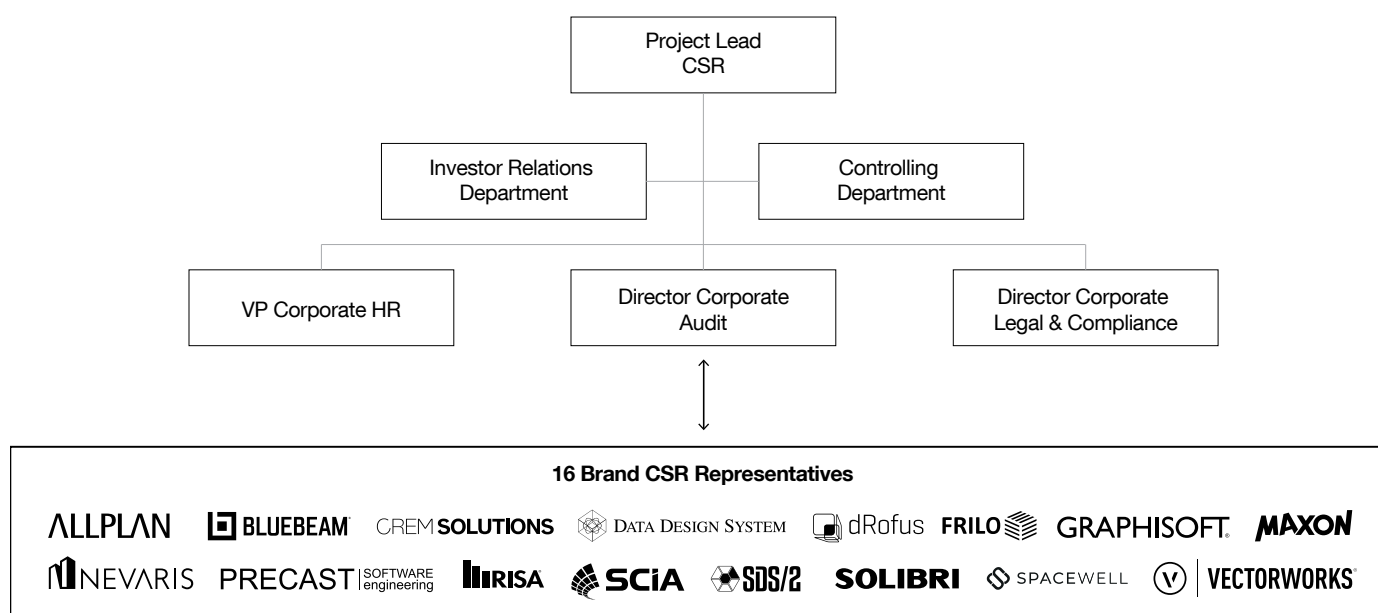 Project Lead
CSR
Investor Relations
Department
Controlling
Department
VP Corporate HR
Director Corporate
Audit
Director Corporate
Legal & Compliance
16 Brand CSR Representatives
ALLPLAN BLUEBEAM CREM SOLUTIONS DATA DESIGN SYSTEM dRofus FRILO GRAPHISOFT® MAXON
NEVARIS PRECAST SOFTWARE engineering RISA SCiA SDS/2 SOLIBRI SPACEWELL V VECTORWORKS®